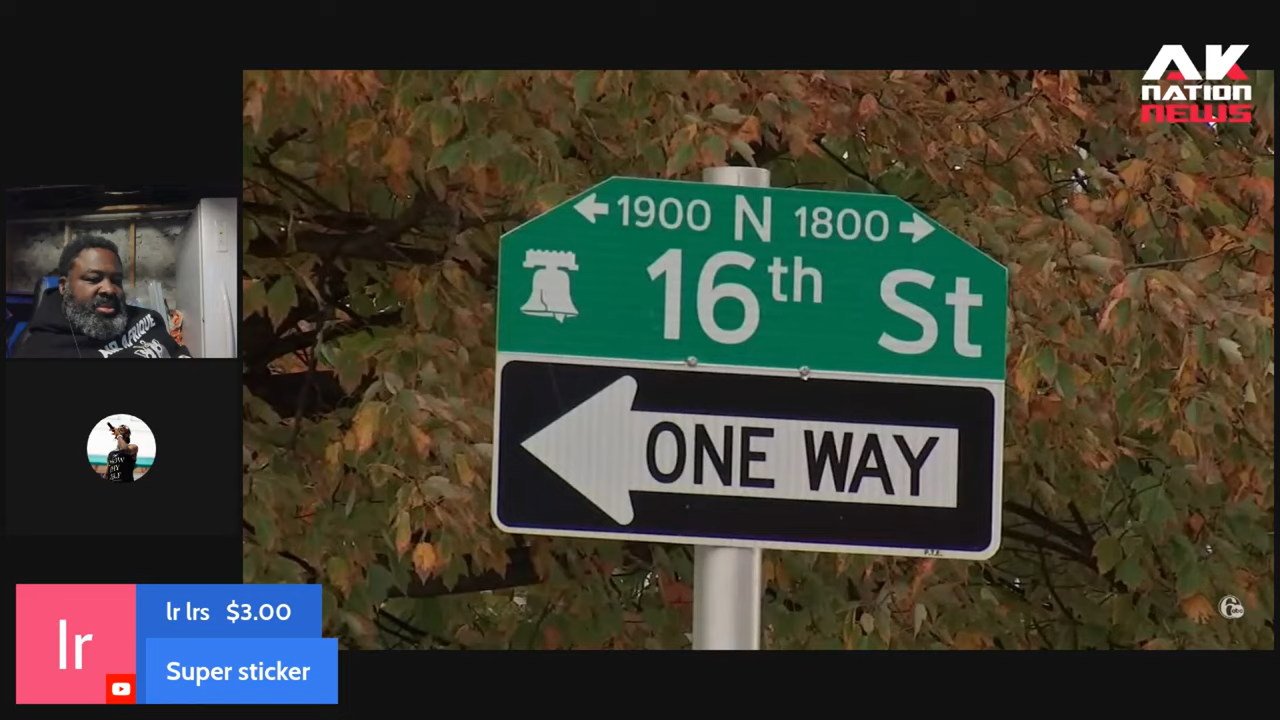 AK
NATION
NEWS
1900 N 1800
16th St
ONE WAY
lr
lr lrs $3.00
Super sticker